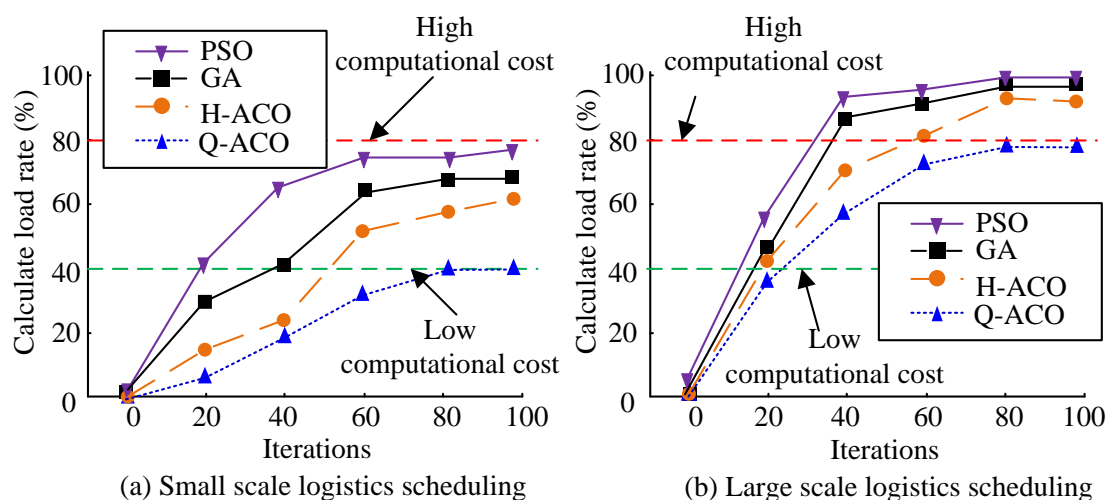 PSO
GA
H-ACO
Q-ACO
High
computational cost
Calculate load rate (%)
100
80
60
40
20
0
Low
computational cost
0 20 40 60 80 100
Iterations
(a) Small scale logistics scheduling
High
computational cost
Calculate load rate (%)
100
80
60
40
20
0
PSO
GA
H-ACO
Q-ACO
Low
computational cost
0 20 40 60 80 100
Iterations
(b) Large scale logistics scheduling